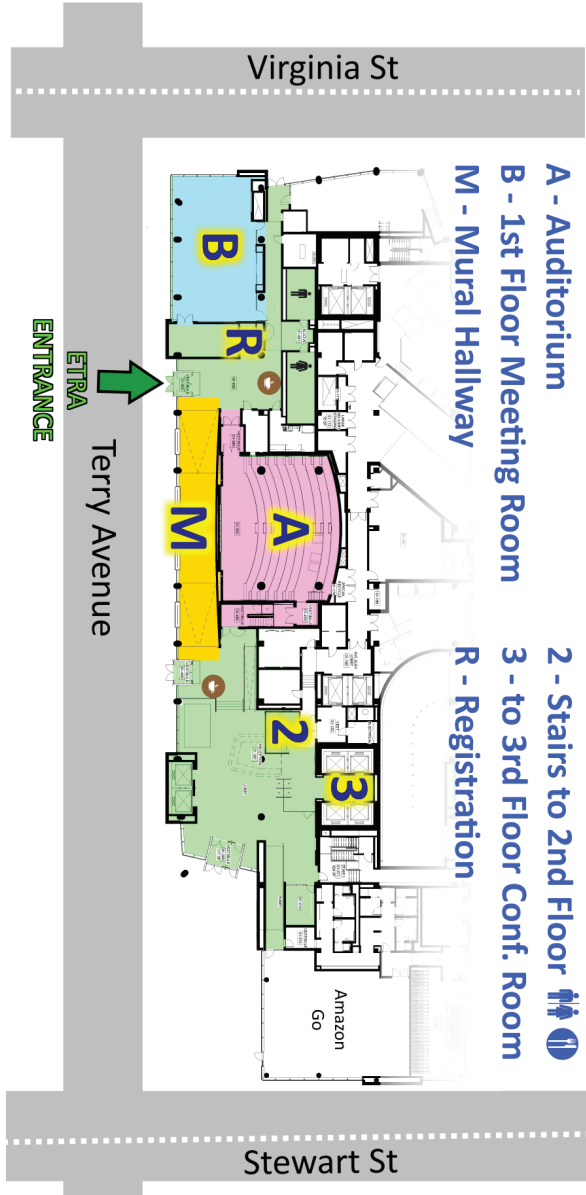 Virginia St
A - Auditorium
B - 1st Floor Meeting Room
M - Mural Hallway
2 - Stairs to 2nd Floor
3 - to 3rd Floor Conf. Room
R - Registration
B
R
ETRA
ENTRANCE
Terry Avenue
M
A
2
3
Amazon
Go
Stewart St